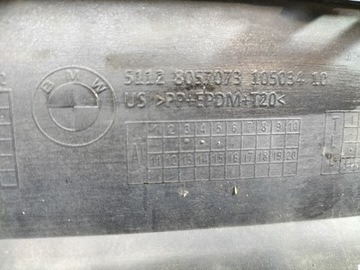 BMW
5112 8057073 105094 10
US >PP+EPDM+T20<
1 2 3 4 5 6 7 8 9 10
A
11 12 13 14 15 16 17 18 19 20